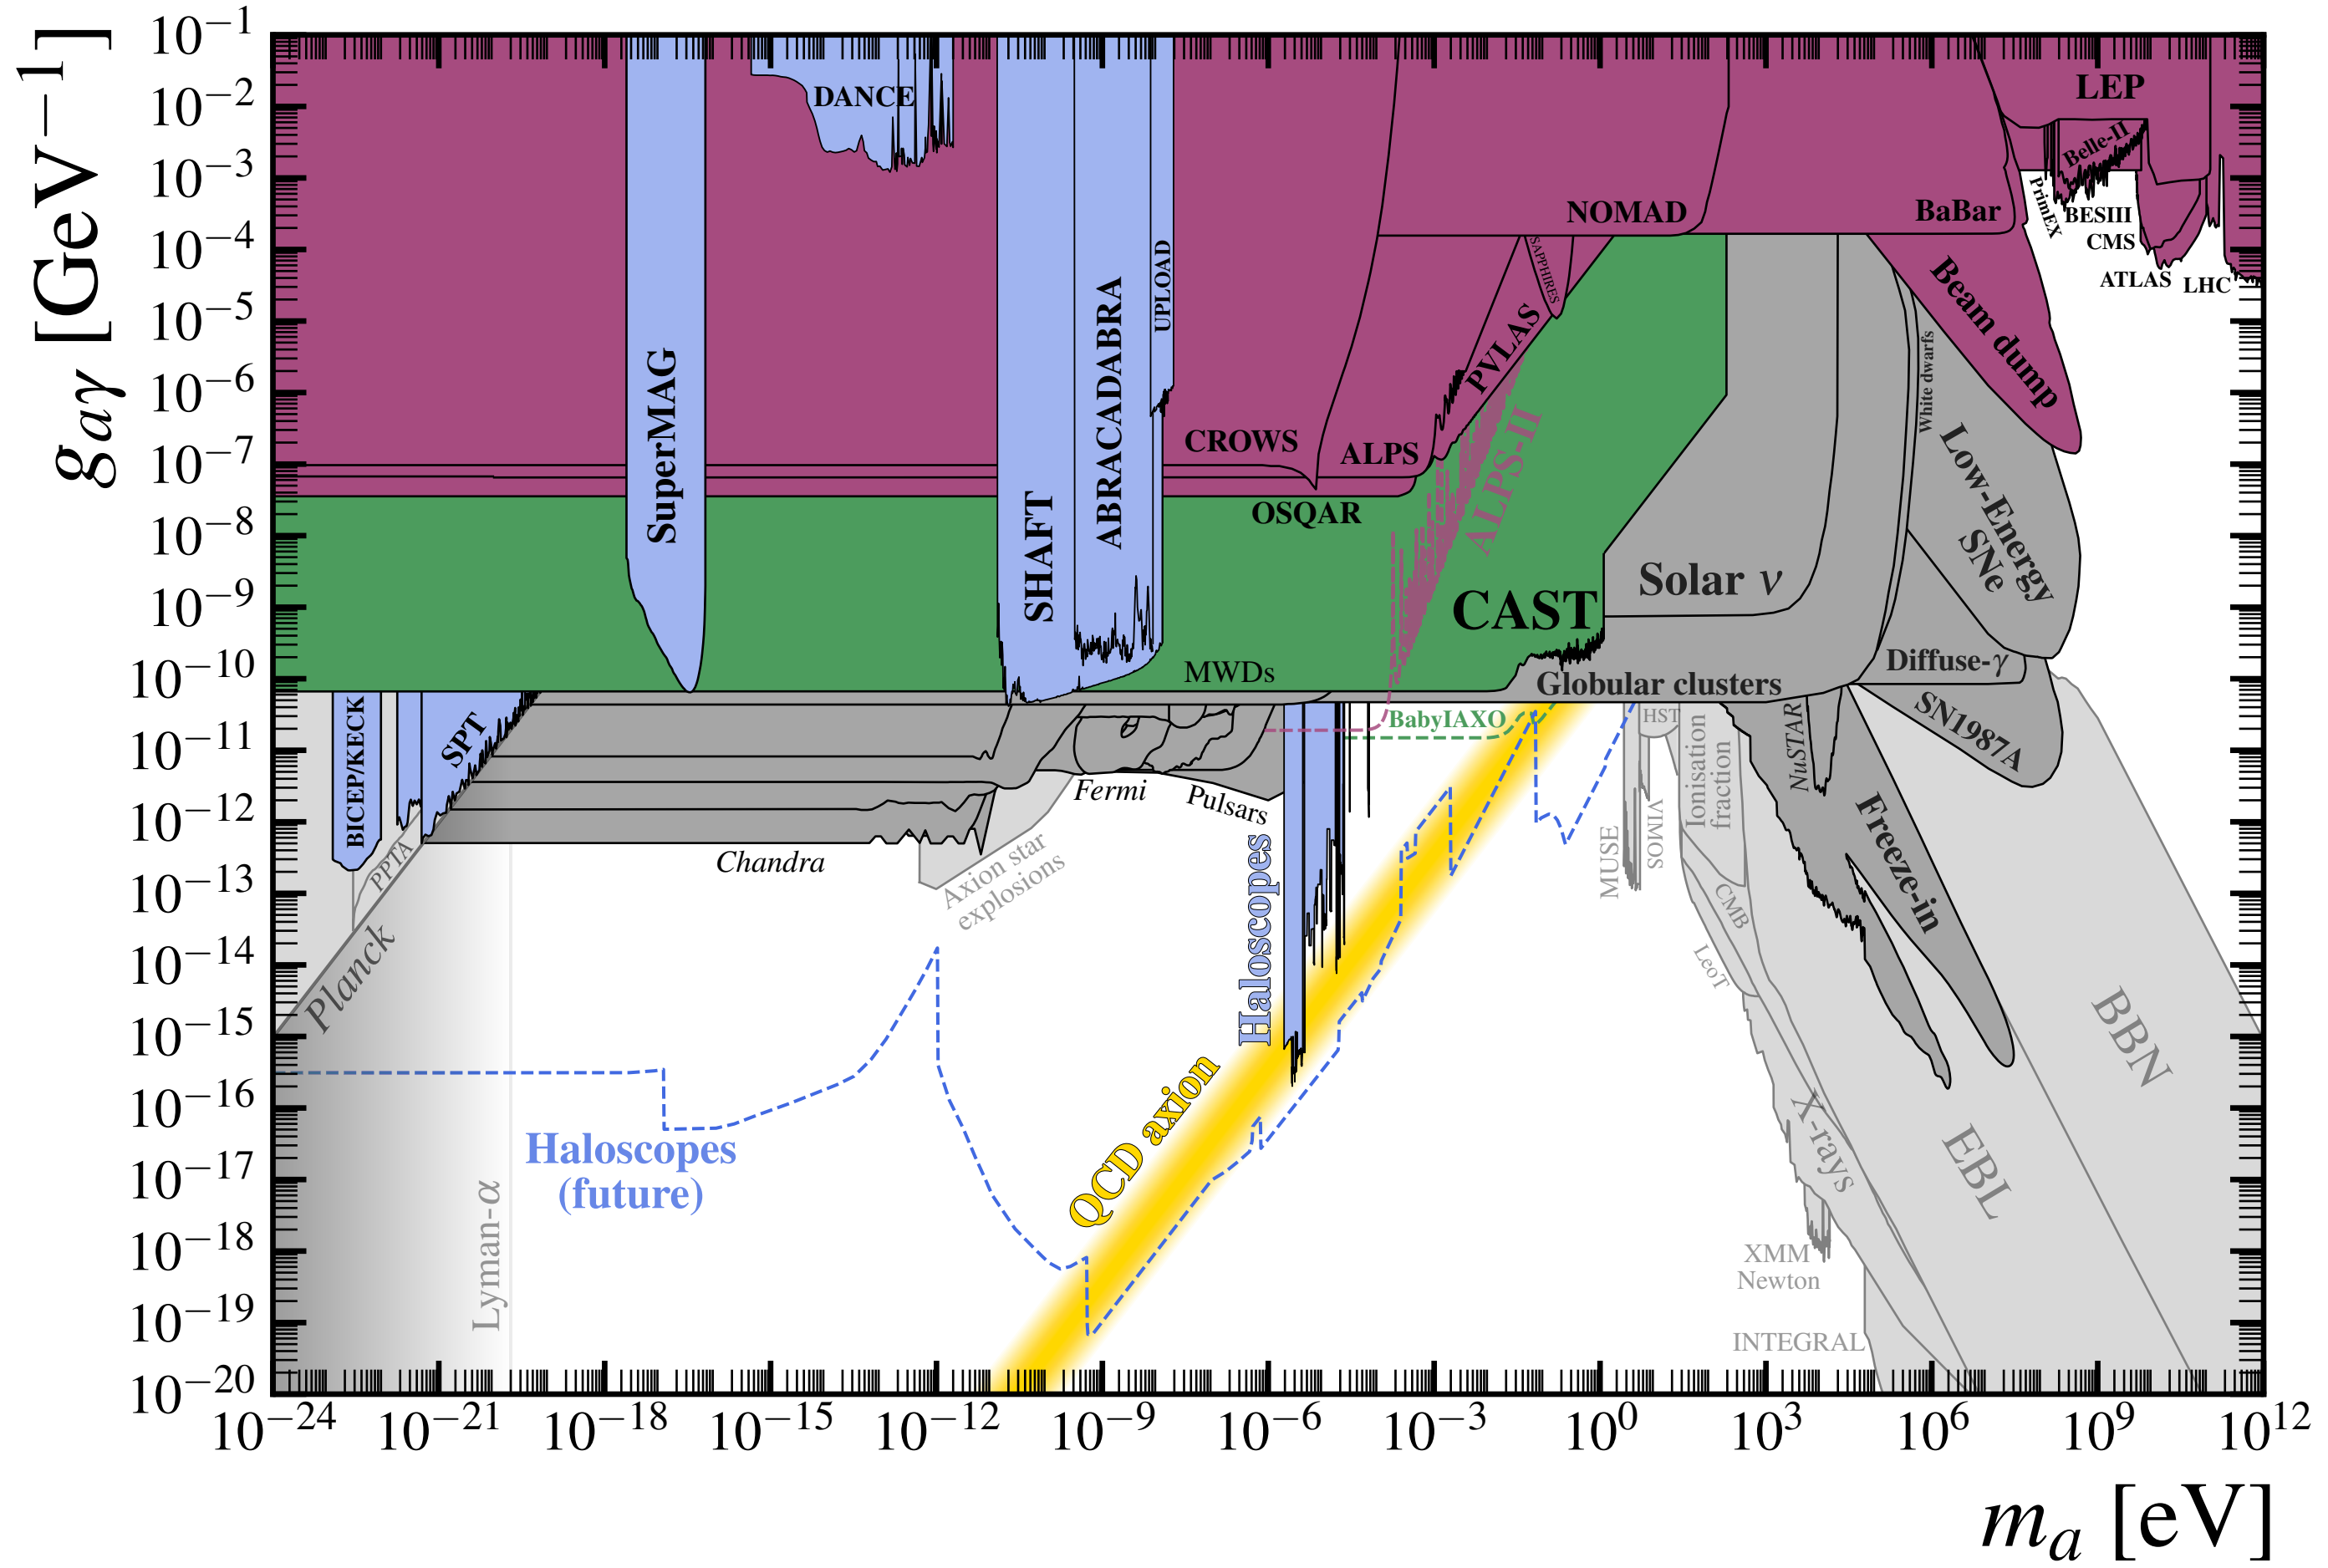 g_{aγ} [GeV^{−1}]
10^{−1}
10^{−2}
10^{−3}
10^{−4}
10^{−5}
10^{−6}
10^{−7}
10^{−8}
10^{−9}
10^{−10}
10^{−11}
10^{−12}
10^{−13}
10^{−14}
10^{−15}
10^{−16}
10^{−17}
10^{−18}
10^{−19}
10^{−20}
DANCE
LEP
Belle-II
PrimEX
BESIII
CMS
ATLAS
LHC
NOMAD
BaBar
SAPPHIRES
Beam dump
UPLOAD
ABRACADABRA
SuperMAG
SHAFT
PVLAS
White dwarfs
CROWS
ALPS
ALPS-II
OSQAR
Low-Energy
SNe
CAST
Solar ν
MWDs
Globular clusters
Diffuse-γ
SN1987A
BICEP/KECK
SPT
BabyIAXO
HST
Ionisation
fraction
NuSTAR
Fermi
Pulsars
PPTA
Chandra
Axion star
explosions
Haloscopes
MUSE
VIMOS
CMB
LeoT
Freeze-in
Planck
QCD axion
Haloscopes
(future)
Lyman-α
X-rays
EBL
BBN
XMM
Newton
INTEGRAL
10^{−24}
10^{−21}
10^{−18}
10^{−15}
10^{−12}
10^{−9}
10^{−6}
10^{−3}
10^{0}
10^{3}
10^{6}
10^{9}
10^{12}
m_a [eV]